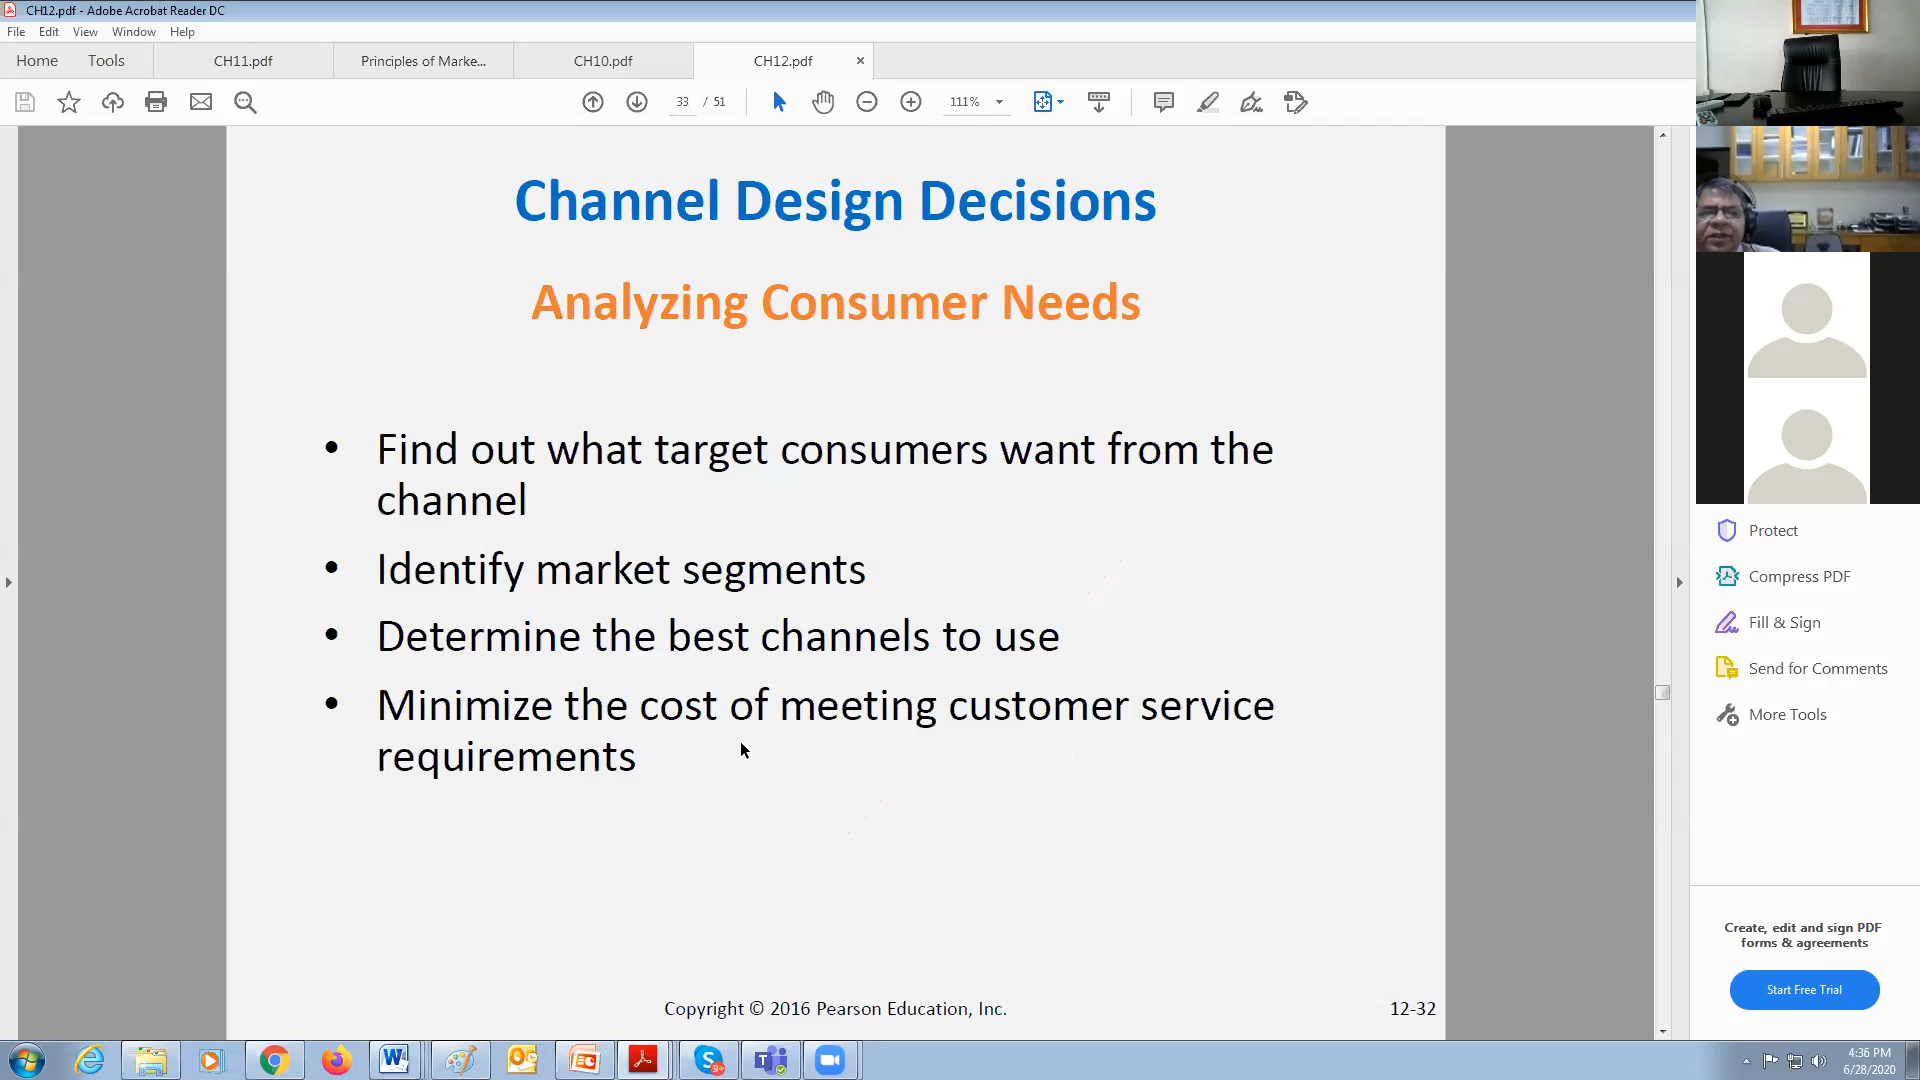 CH12.pdf - Adobe Acrobat Reader DC
File Edit View Window Help
Home Tools CH11.pdf Principles of Marke... CH10.pdf CH12.pdf
33 / 51 111%
Channel Design Decisions
Analyzing Consumer Needs
• Find out what target consumers want from the
channel
• Identify market segments
• Determine the best channels to use
• Minimize the cost of meeting customer service
requirements
Copyright © 2016 Pearson Education, Inc. 12-32
Protect
Compress PDF
Fill & Sign
Send for Comments
More Tools
Create, edit and sign PDF
forms & agreements
Start Free Trial
9+
4:36 PM
6/28/2020